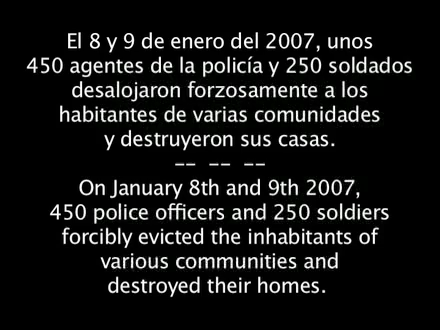 El 8 y 9 de enero del 2007, unos
450 agentes de la policía y 250 soldados
desalojaron forzosamente a los
habitantes de varias comunidades
y destruyeron sus casas.
-- -- --
On January 8th and 9th 2007,
450 police officers and 250 soldiers
forcibly evicted the inhabitants of
various communities and
destroyed their homes.